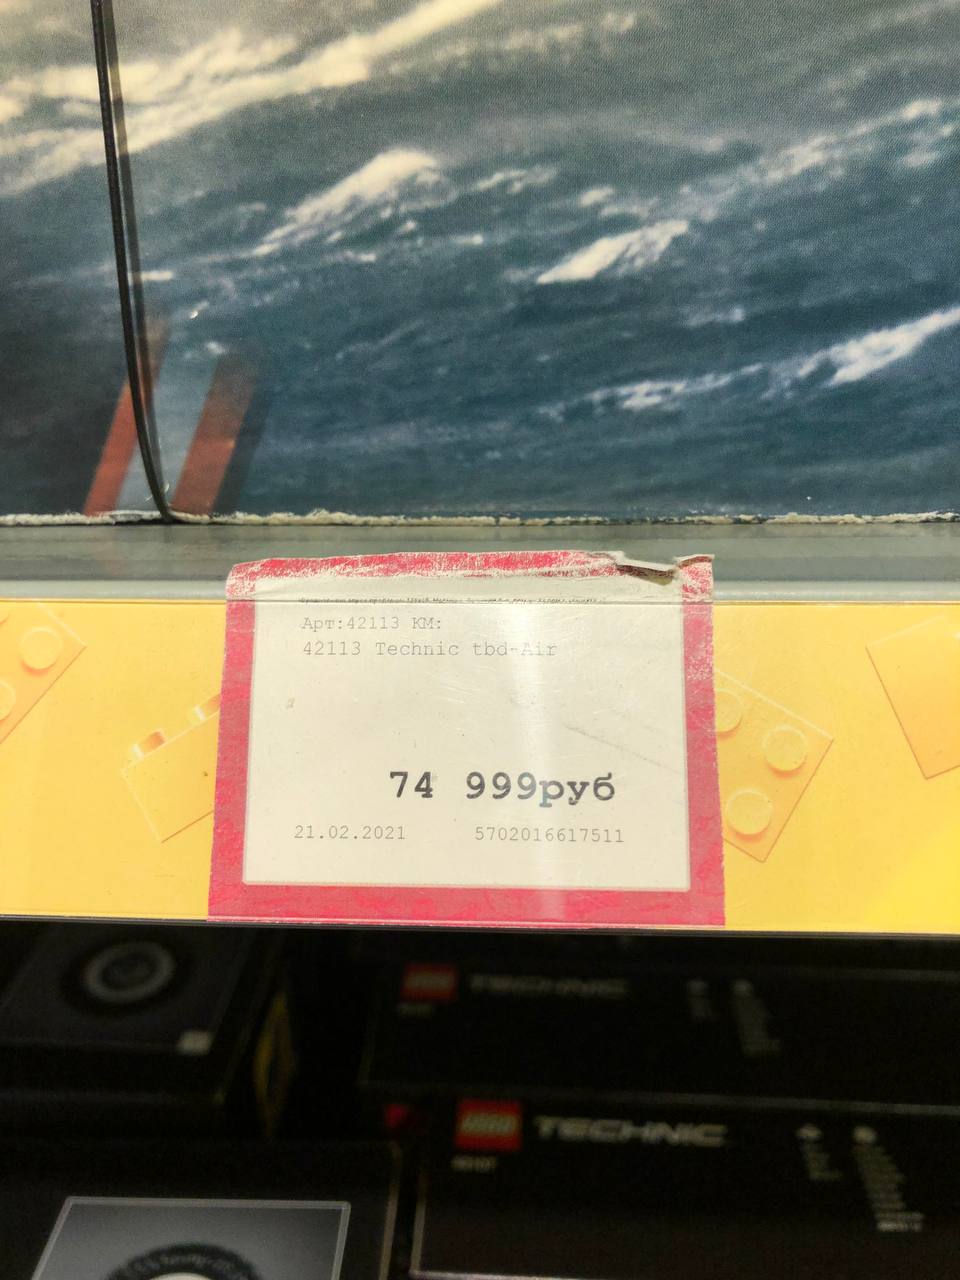 Арт:42113 КМ:
42113 Technic tbd-Air
74 999руб
21.02.2021 5702016617511
LEGO TECHNIC
LEGO TECHNIC